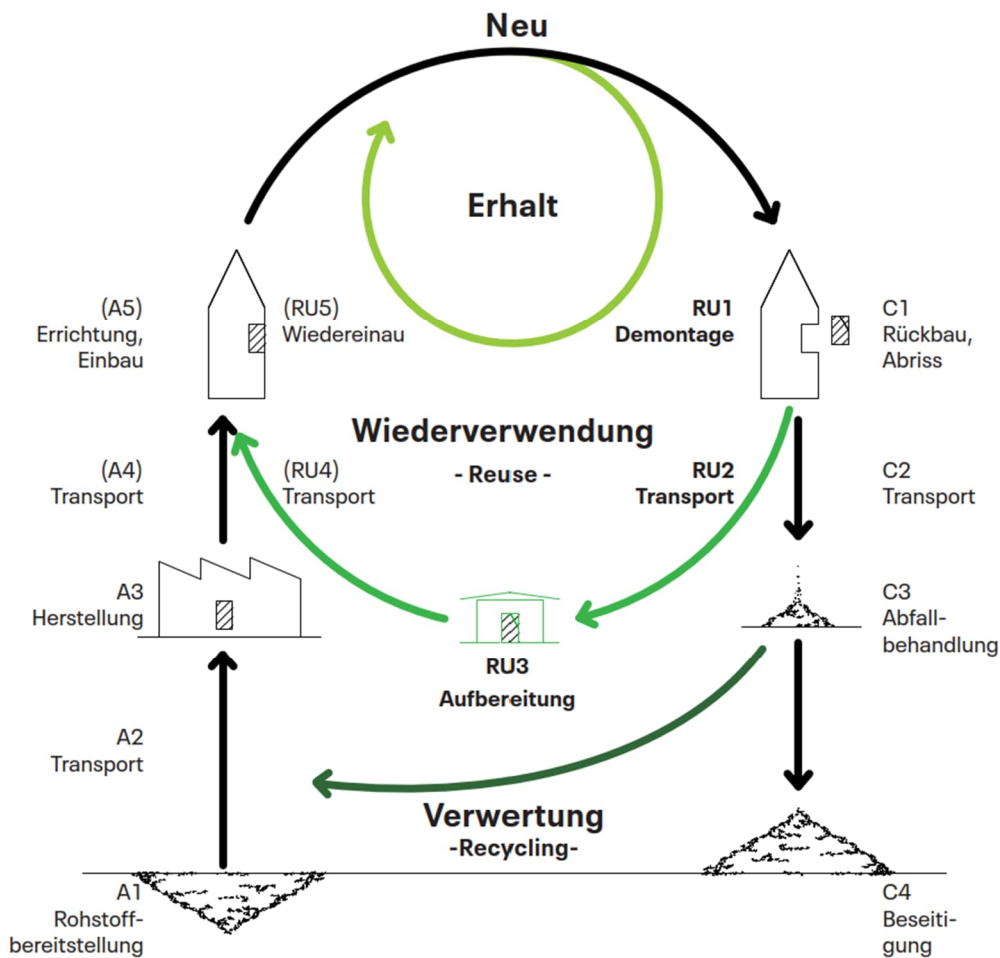 Neu
Erhalt
(A5)
Errichtung,
Einbau
(RU5)
Wiedereinau
RU1
Demontage
C1
Rückbau,
Abriss
Wiederverwendung
- Reuse -
(A4)
Transport
(RU4)
Transport
RU2
Transport
C2
Transport
A3
Herstellung
RU3
Aufbereitung
C3
Abfall-
behandlung
A2
Transport
Verwertung
-Recycling-
A1
Rohstoff-
bereitstellung
C4
Beseiti-
gung